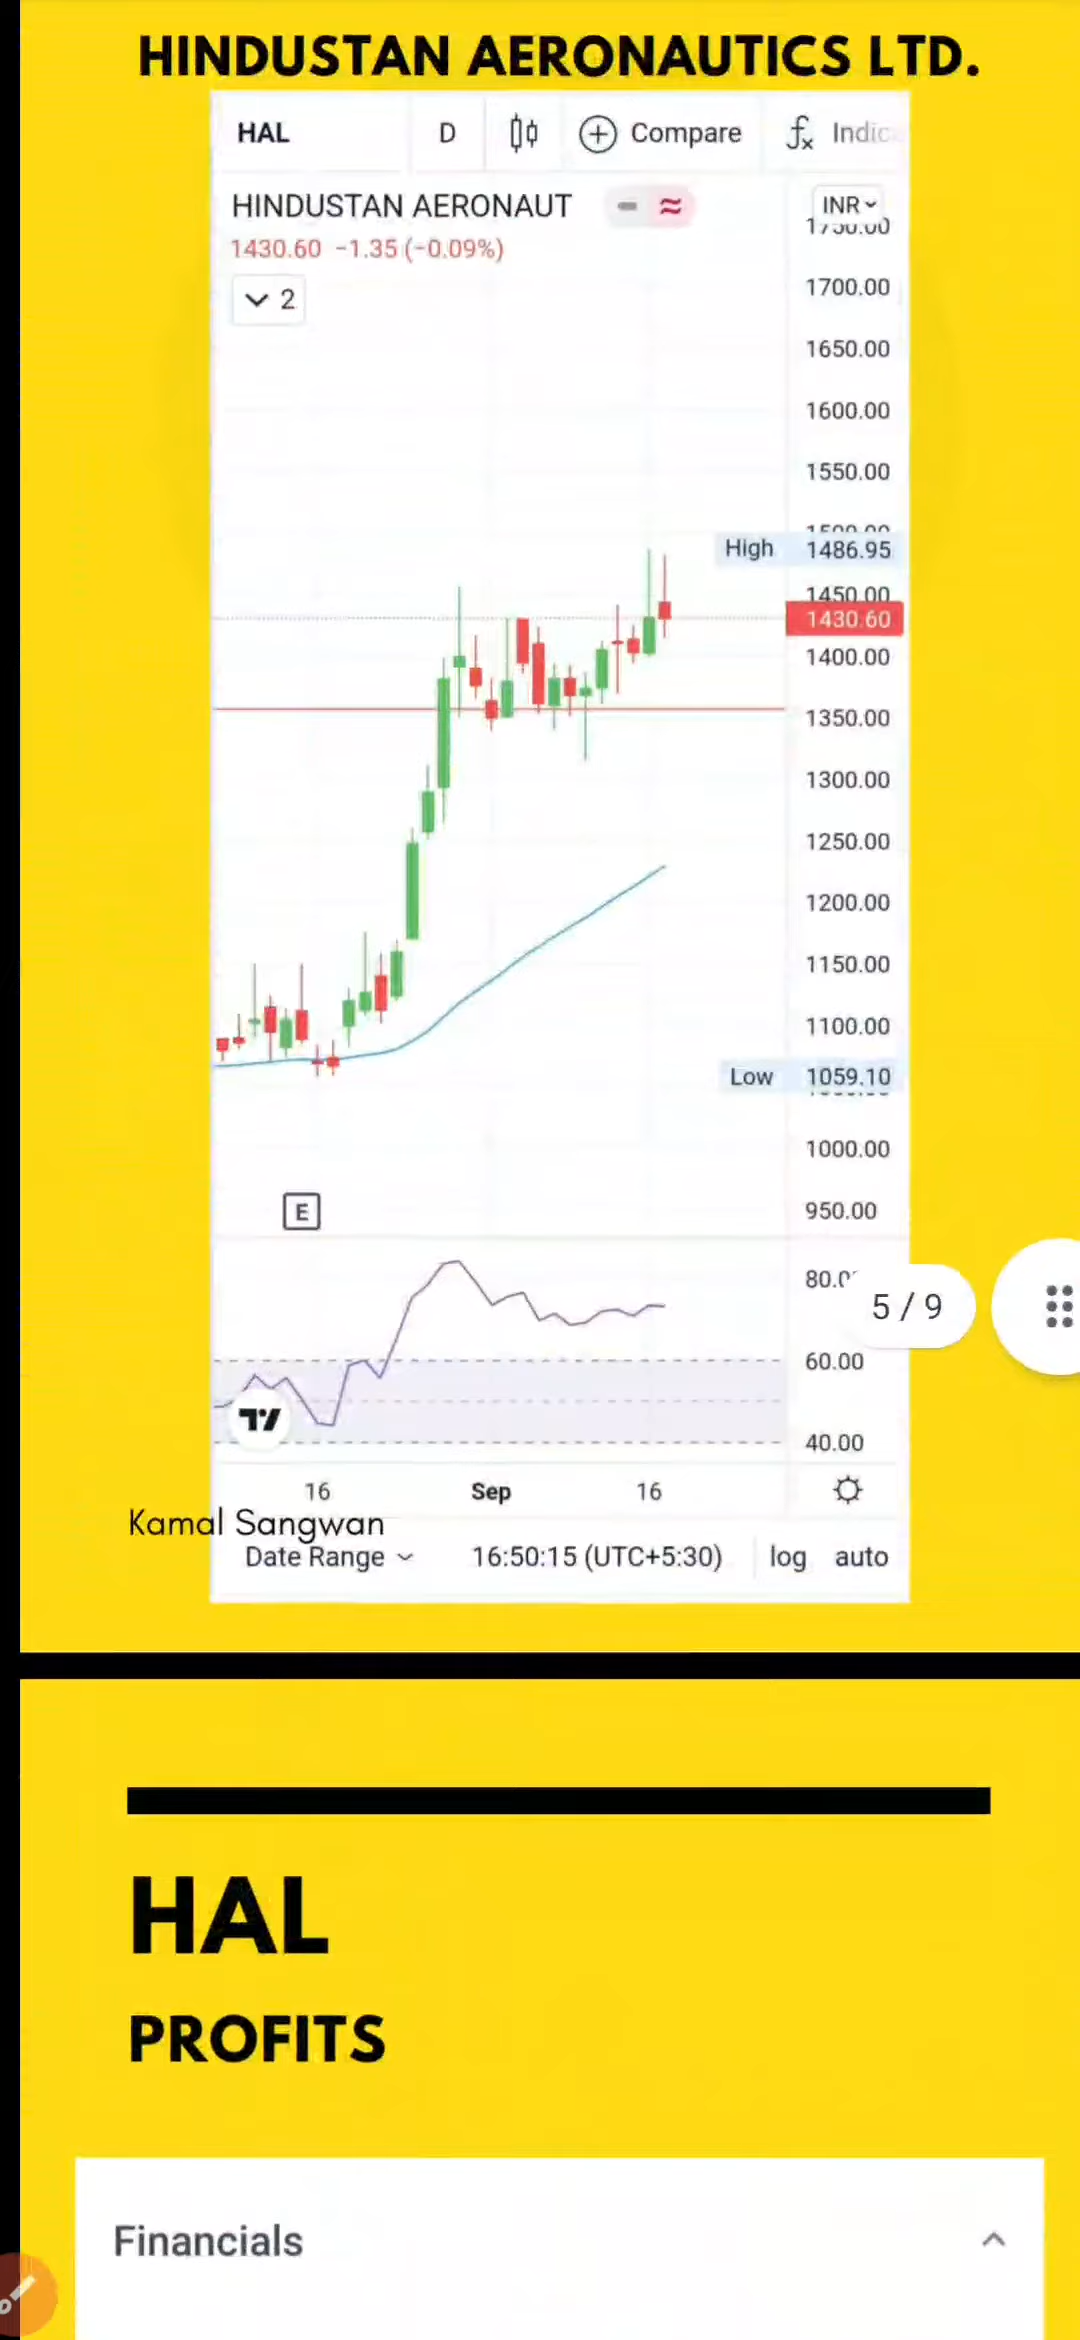 HINDUSTAN AERONAUTICS LTD.
HAL D Compare
HINDUSTAN AERONAUT INR
1430.60 -1.35 (-0.09%)
2
1700.00
1650.00
1600.00
1550.00
High 1486.95
1450.00
1430.60
1400.00
1350.00
1300.00
1250.00
1200.00
1150.00
1100.00
Low 1059.10
1000.00
E
950.00
5 / 9
60.00
40.00
16 Sep 16
Kamal Sangwan
Date Range 16:50:15 (UTC+5:30) log auto
HAL
PROFITS
Financials